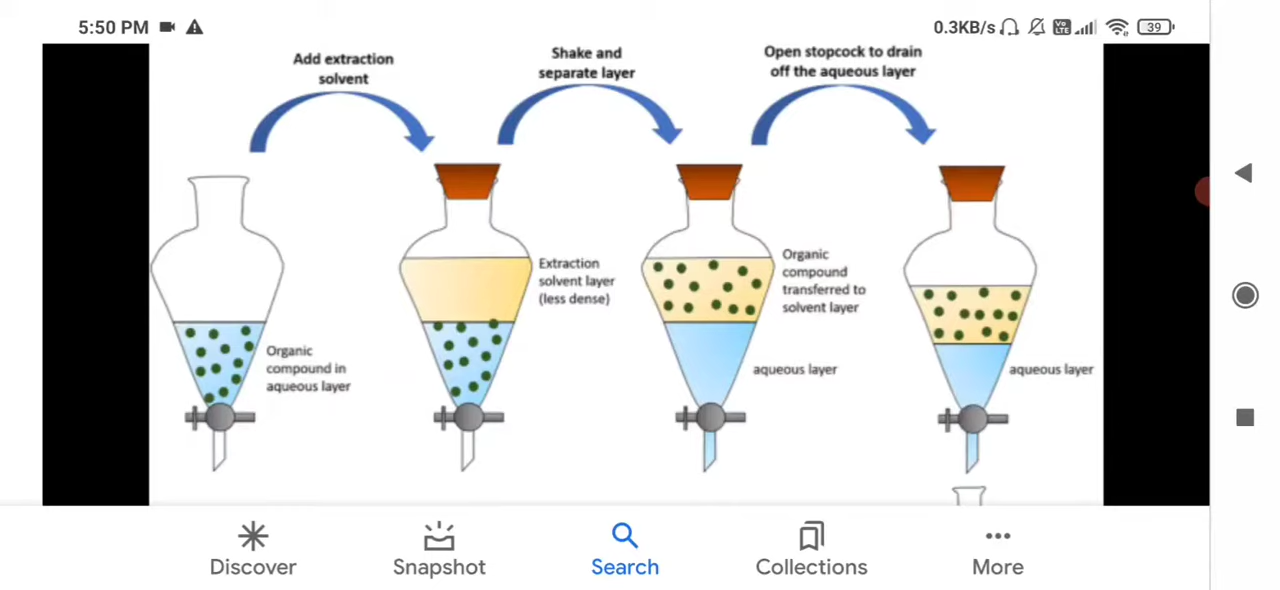 5:50 PM
0.3KB/s
Vo
LTE
39
Add extraction
solvent
Shake and
separate layer
Open stopcock to drain
off the aqueous layer
Organic
compound in
aqueous layer
Extraction
solvent layer
(less dense)
Organic
compound
transferred to
solvent layer
aqueous layer
aqueous layer
Discover
Snapshot
Search
Collections
More